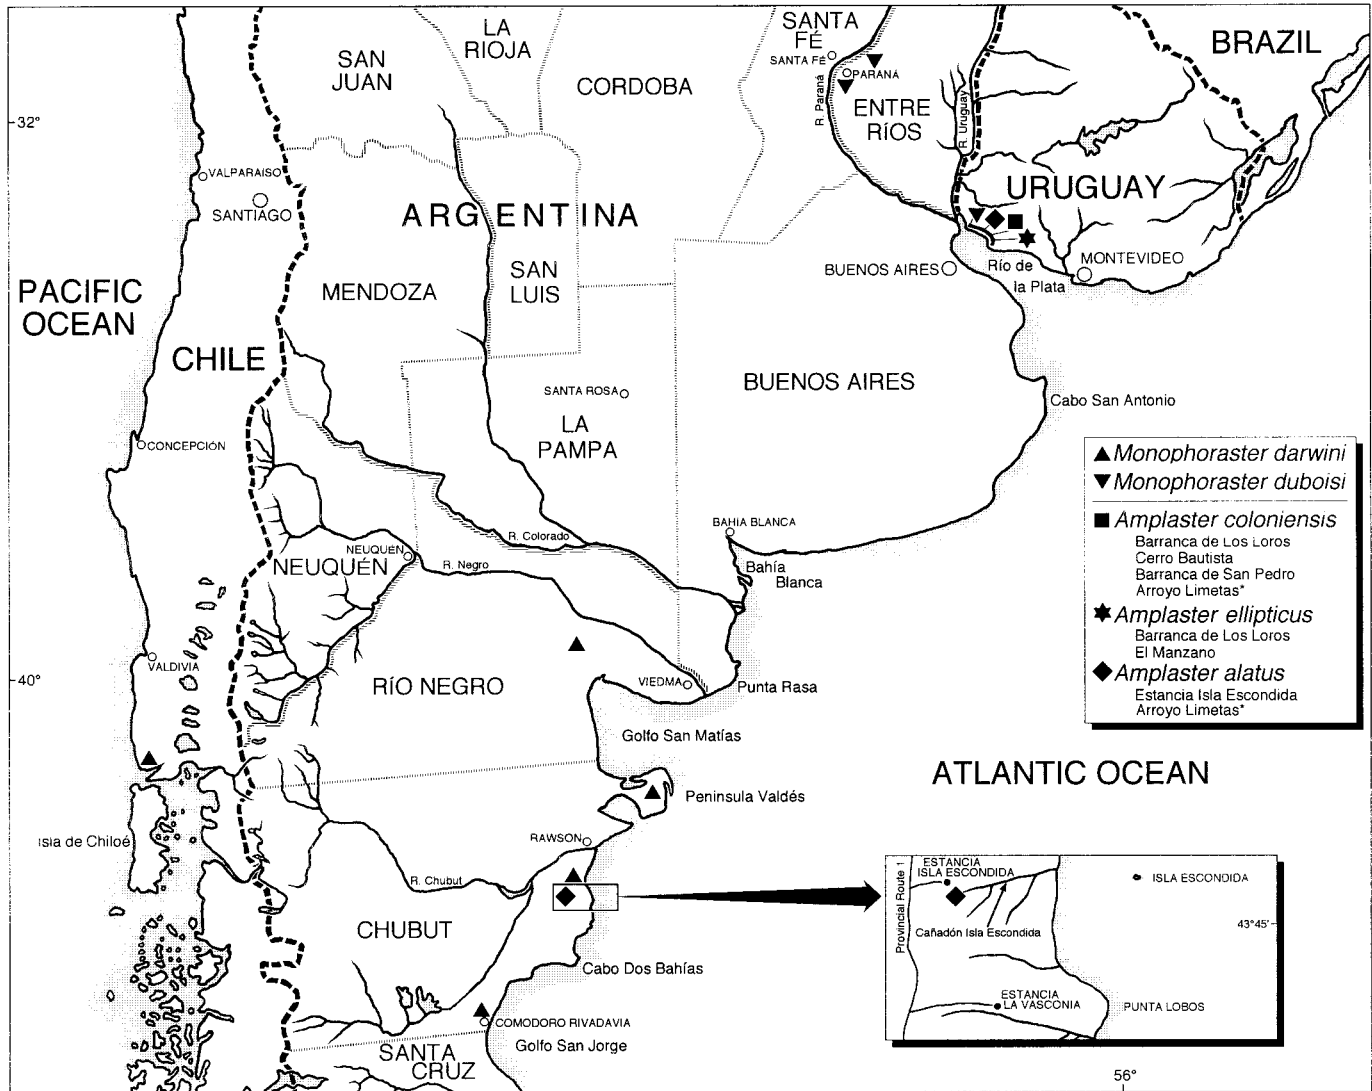 SANTA
FÉ
SANTA FÉ
PARANÁ
LA
RIOJA
SAN
JUAN
CORDOBA
BRAZIL
R. Paraná
ENTRE
RÍOS
R. Uruguay
32°
VALPARAISO
SANTIAGO
ARGENTINA
URUGUAY
PACIFIC
OCEAN
MENDOZA
SAN
LUIS
BUENOS AIRES
Río de
la Plata
MONTEVIDEO
CHILE
SANTA ROSA
BUENOS AIRES
Cabo San Antonio
LA
PAMPA
CONCEPCIÓN
Monophoraster darwini
Monophoraster duboisi
Amplaster coloniensis
Barranca de Los Loros
Cerro Bautista
Barranca de San Pedro
Arroyo Limetas*
Amplaster ellipticus
Barranca de Los Loros
El Manzano
Amplaster alatus
Estancia Isla Escondida
Arroyo Limetas*
BAHIA BLANCA
R. Colorado
NEUQUÉN
NEUQUÉN
R. Negro
Bahía
Blanca
VALDIVIA
40°
RÍO NEGRO
VIEDMA
Punta Rasa
Golfo San Matías
ATLANTIC OCEAN
Peninsula Valdés
Isla de Chiloé
RAWSON
R. Chubut
CHUBUT
Cabo Dos Bahías
COMODORO RIVADAVIA
Golfo San Jorge
SANTA
CRUZ
Provincial Route 1
ESTANCIA
ISLA ESCONDIDA
ISLA ESCONDIDA
43°45'
Cañadón Isla Escondida
ESTANCIA
LA VASCONIA
PUNTA LOBOS
56°